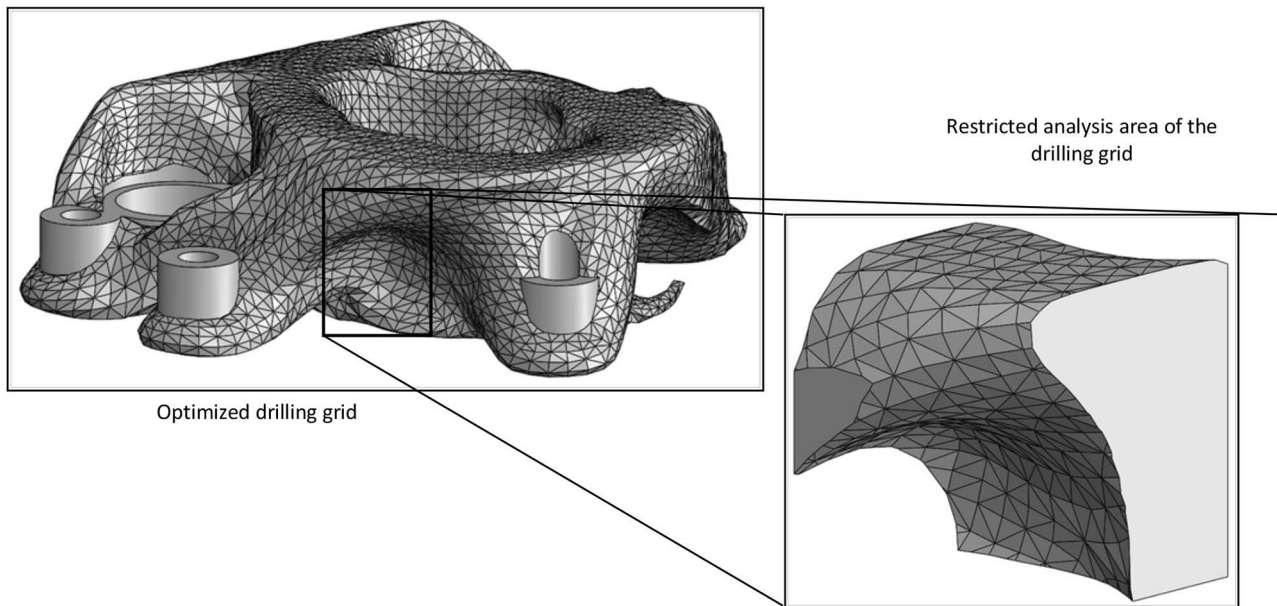 Restricted analysis area of the
drilling grid
Optimized drilling grid